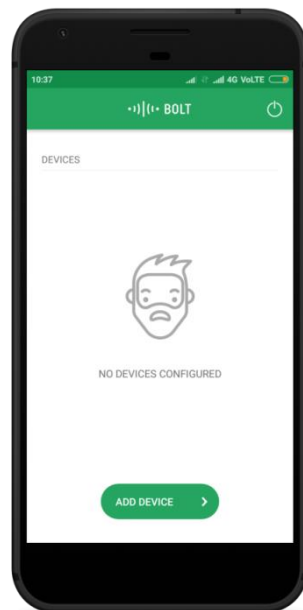 10:37 4G VoLTE
BOLT
DEVICES
NO DEVICES CONFIGURED
ADD DEVICE